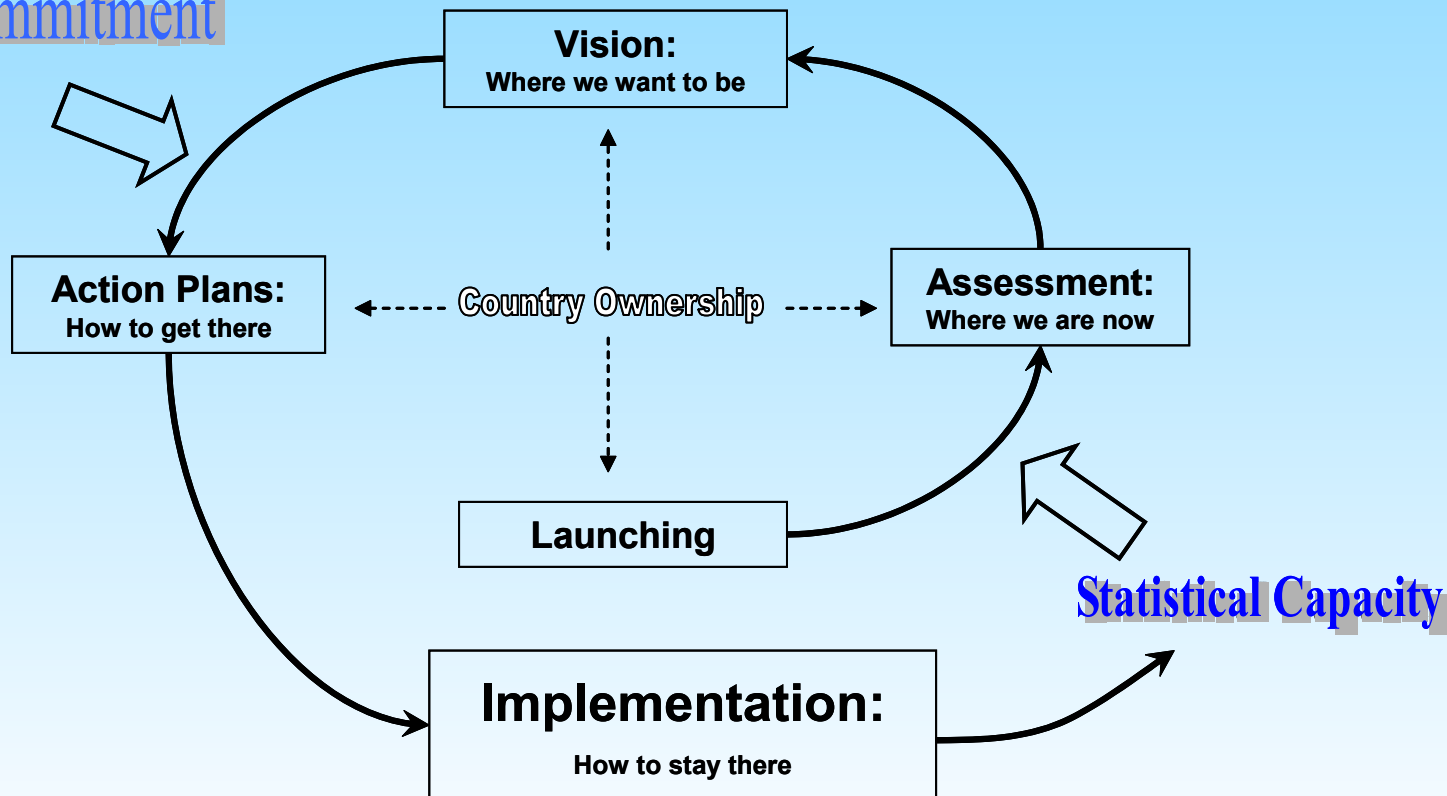 Vision:
Where we want to be
Action Plans:
How to get there
Country Ownership
Assessment:
Where we are now
Launching
Statistical Capacity
Implementation:
How to stay there